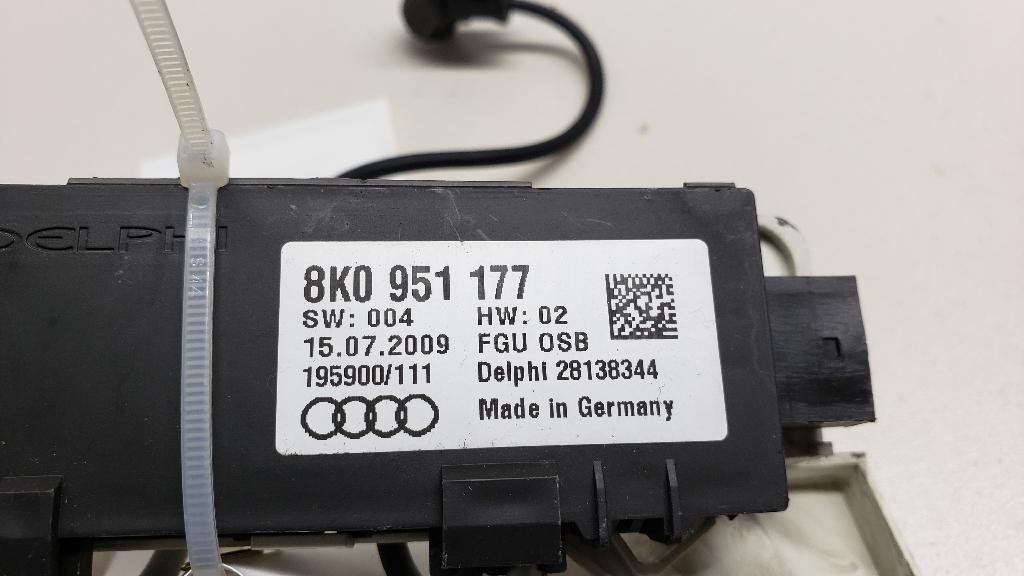 DELPHI
8K0 951 177
SW: 004 HW: 02
15.07.2009 FGU OSB
195900/111 Delphi 28138344
Made in Germany